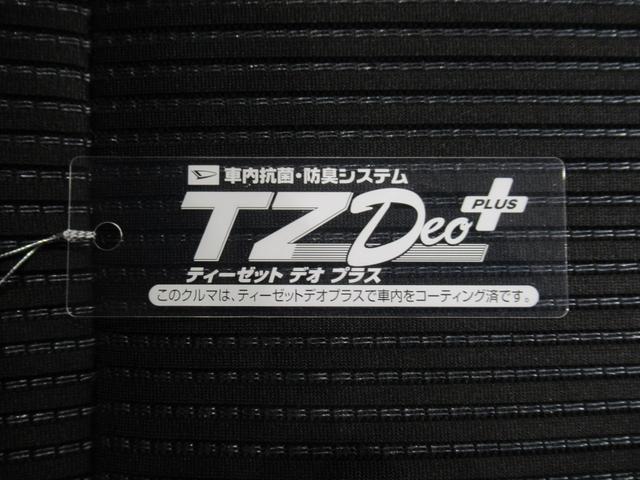 車内抗菌・防臭システム
TZ Deo PLUS
ティーゼット デオ プラス
このクルマは、ティーゼットデオプラスで車内をコーティング済です。